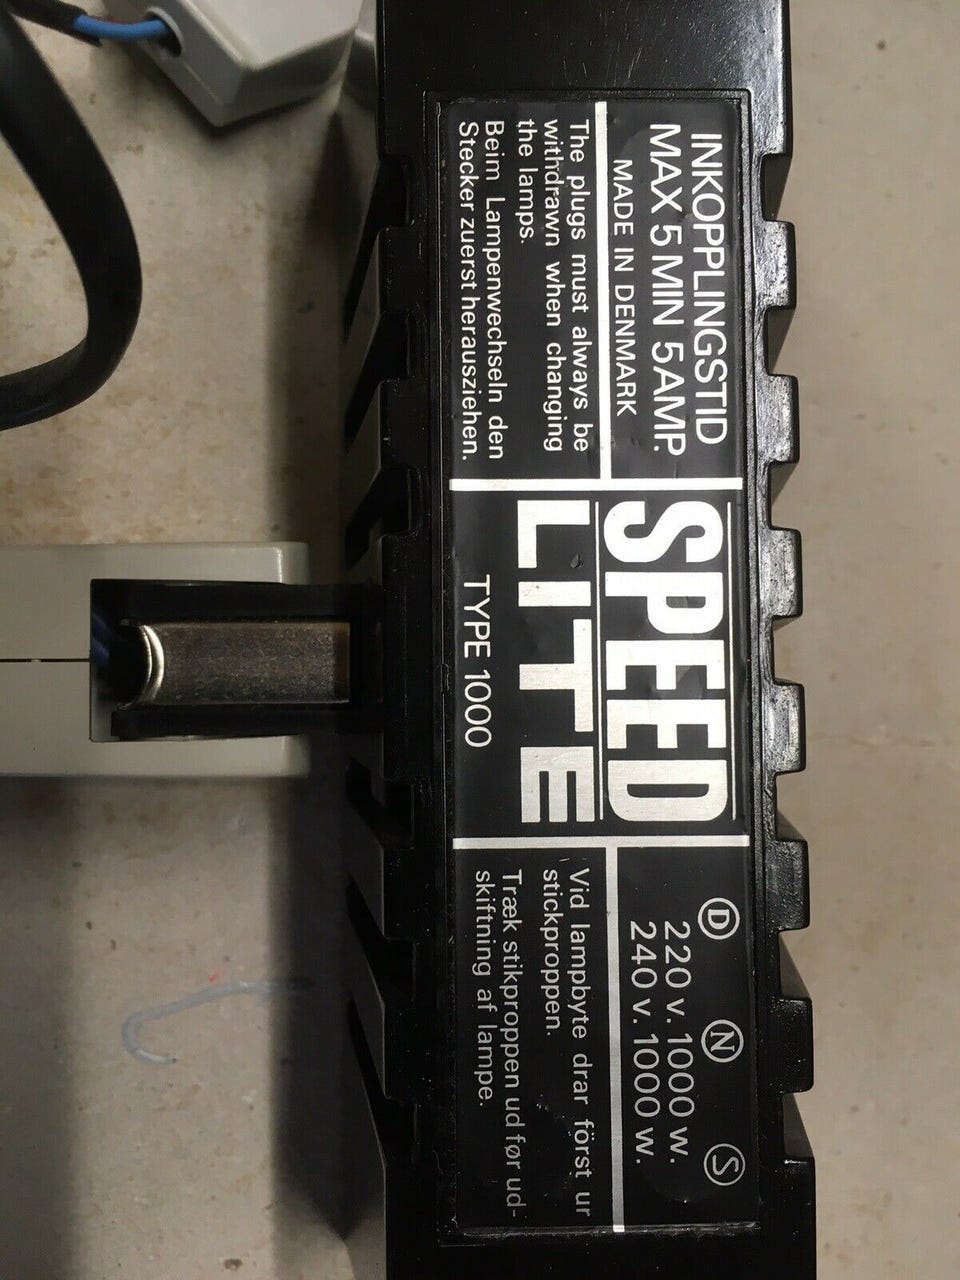 INKOPPLINGSTID
MAX 5 MIN 5 AMP.
MADE IN DENMARK
The plugs must always be
withdrawn when changing
the lamps.
Beim Lampenwechseln den
Stecker zuerst herausziehen.
SPEED
LITE
TYPE 1000
D N S
220 v. 1000 w.
240 v. 1000 w.
Vid lampbyte drar först ur
stickproppen.
Træk stikproppen ud før ud-
skiftning af lampe.